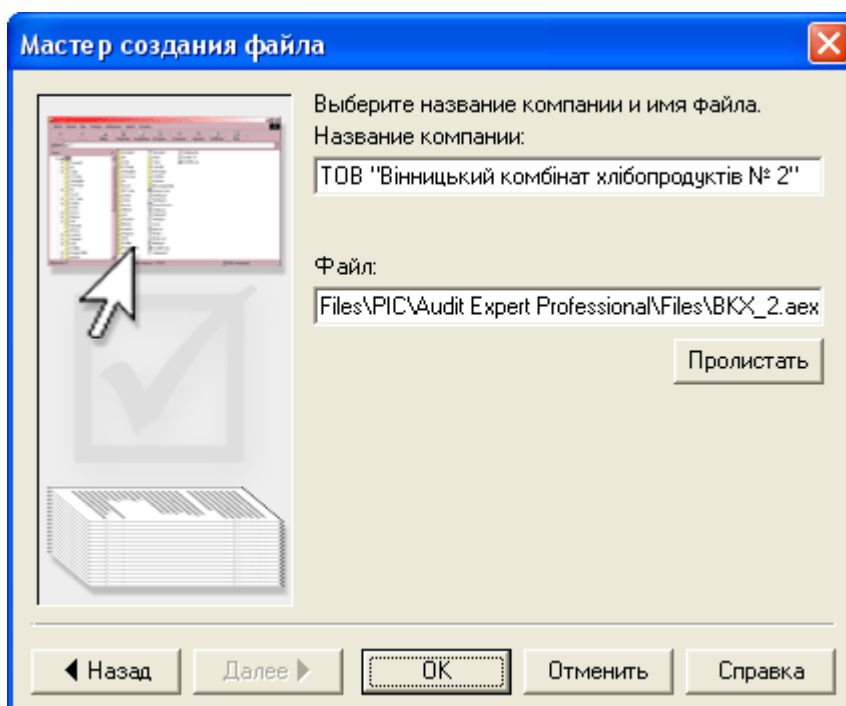 Мастер создания файла
Выберите название компании и имя файла.
Название компании:
ТОВ "Вінницький комбінат хлібопродуктів № 2"
Файл:
Files\PIC\Audit Expert Professional\Files\BKX_2.aex
Пролистать
Назад
Далее
OK
Отменить
Справка